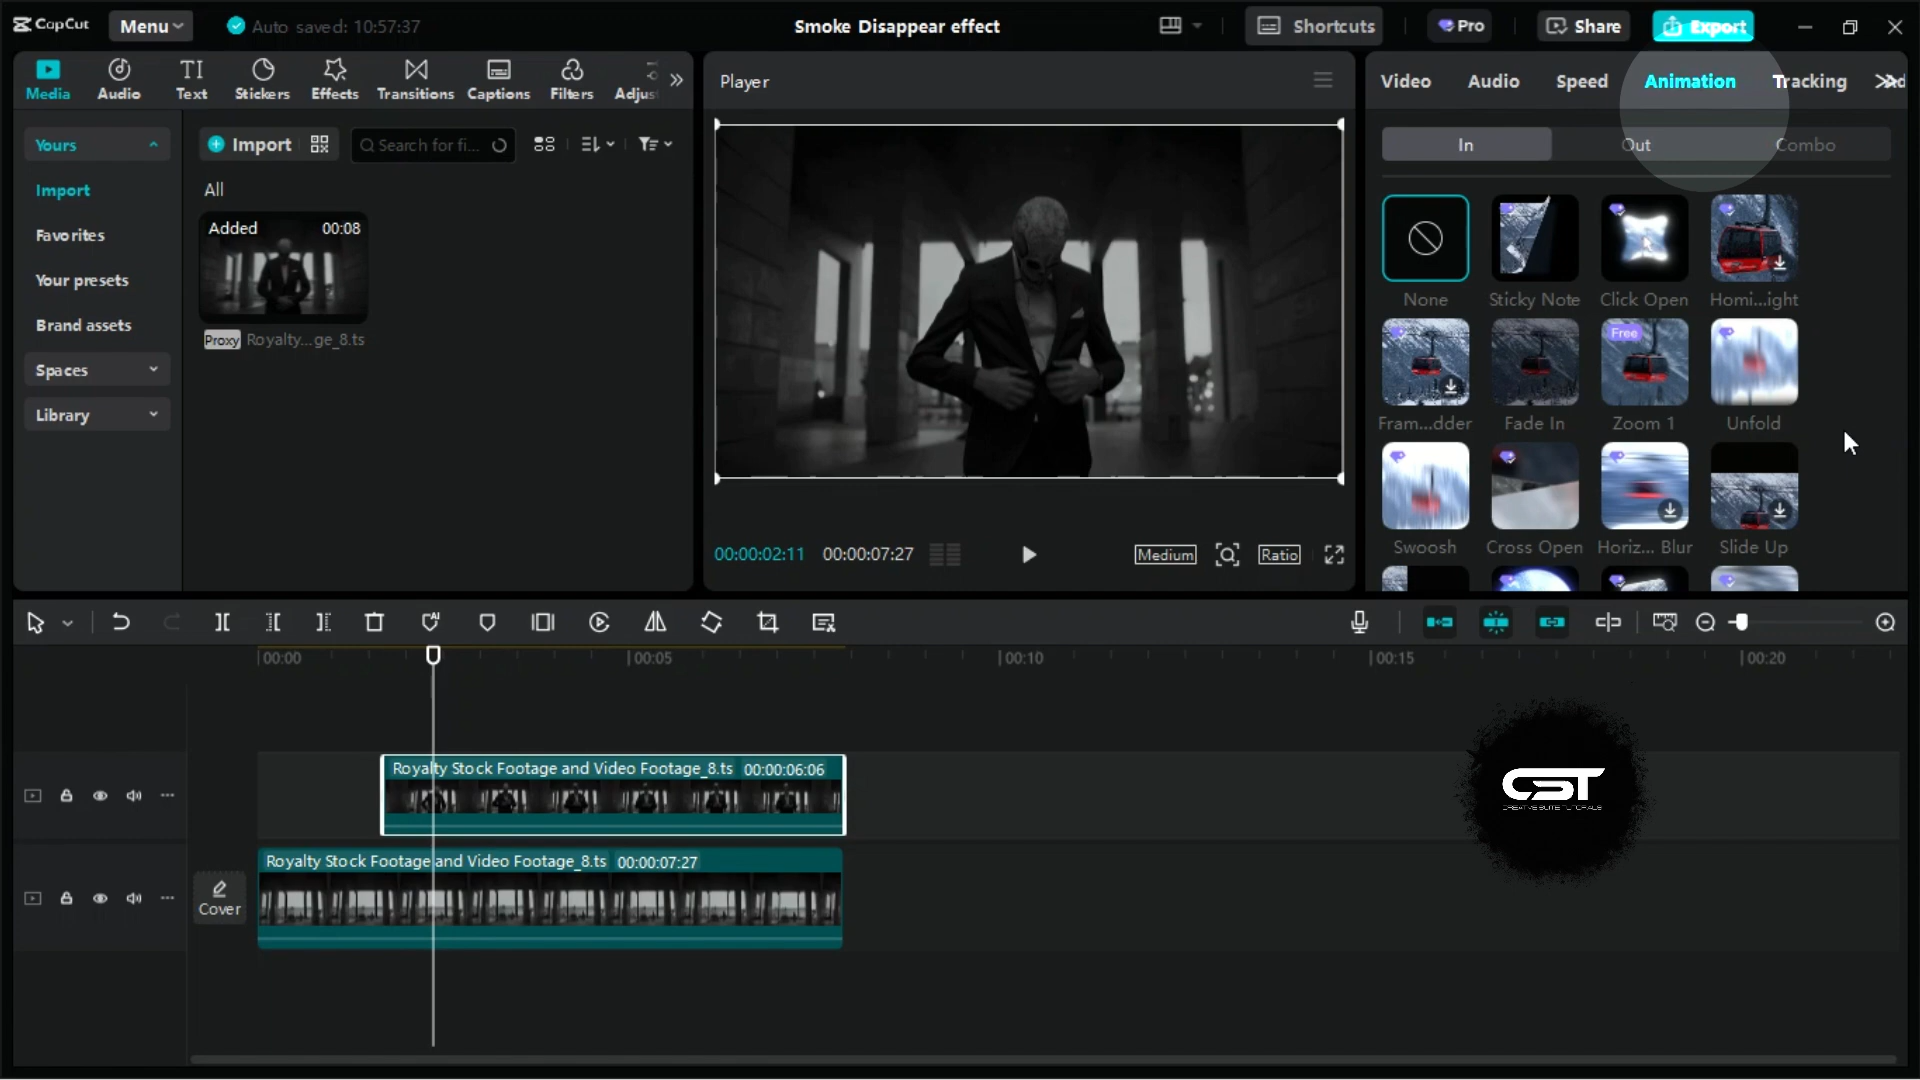 CapCut
Menu
Auto saved: 10:57:37
Smoke Disappear effect
Shortcuts
Pro
Share
Export
Media
Audio
Text
Stickers
Effects
Transitions
Captions
Filters
Adjus
Player
Video
Audio
Speed
Animation
Tracking
Yours
Import
Search for fi...
In
Out
Combo
Import
All
Favorites
Added
00:08
Your presets
Brand assets
Proxy
Royalty...ge_8.ts
Spaces
Library
None
Sticky Note
Click Open
Homi...ight
Free
Fram...dder
Fade In
Zoom 1
Unfold
Swoosh
Cross Open
Horiz... Blur
Slide Up
00:00:02:11
00:00:07:27
Medium
Ratio
00:00
00:05
00:10
00:15
00:20
Royalty Stock Footage and Video Footage_8.ts 00:00:06:06
CST
CREATIVE SUITE TUTORIALS
Royalty Stock Footage and Video Footage_8.ts 00:00:07:27
Cover